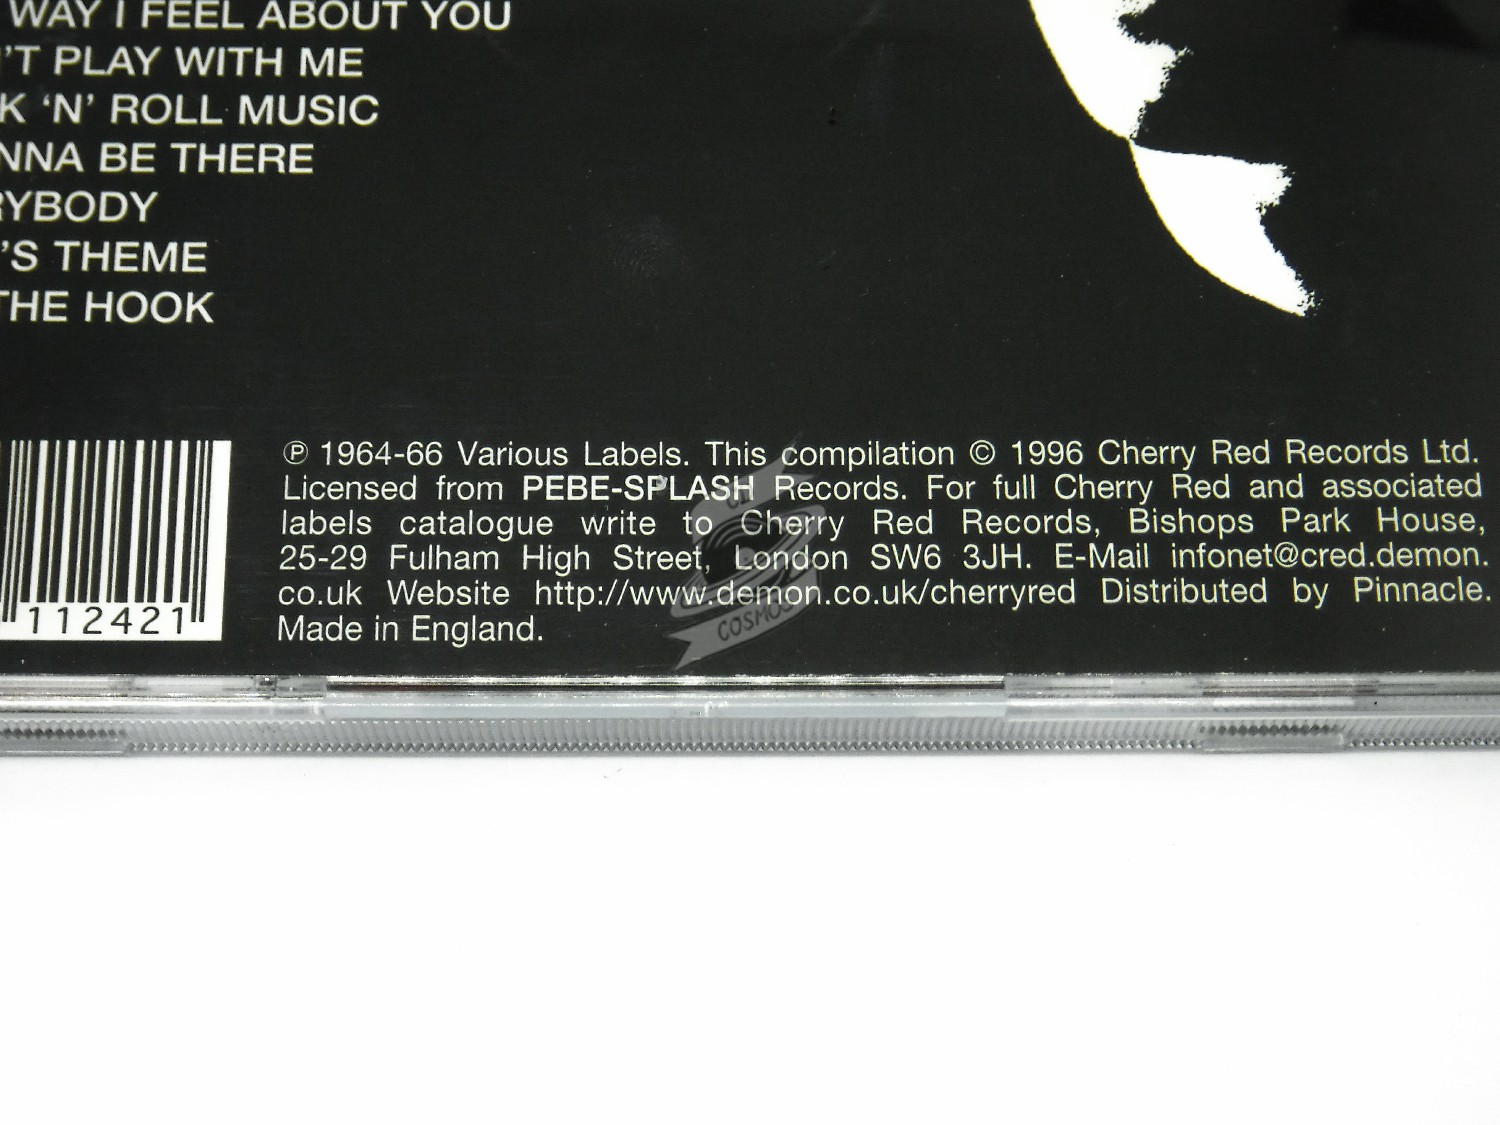 WAY I FEEL ABOUT YOU
'T PLAY WITH ME
K ‘N’ ROLL MUSIC
NNA BE THERE
RYBODY
'S THEME
THE HOOK
℗ 1964-66 Various Labels. This compilation © 1996 Cherry Red Records Ltd.
Licensed from PEBE-SPLASH Records. For full Cherry Red and associated
labels catalogue write to Cherry Red Records, Bishops Park House,
25-29 Fulham High Street, London SW6 3JH. E-Mail infonet@cred.demon.
co.uk Website http://www.demon.co.uk/cherryred Distributed by Pinnacle.
Made in England.
112421